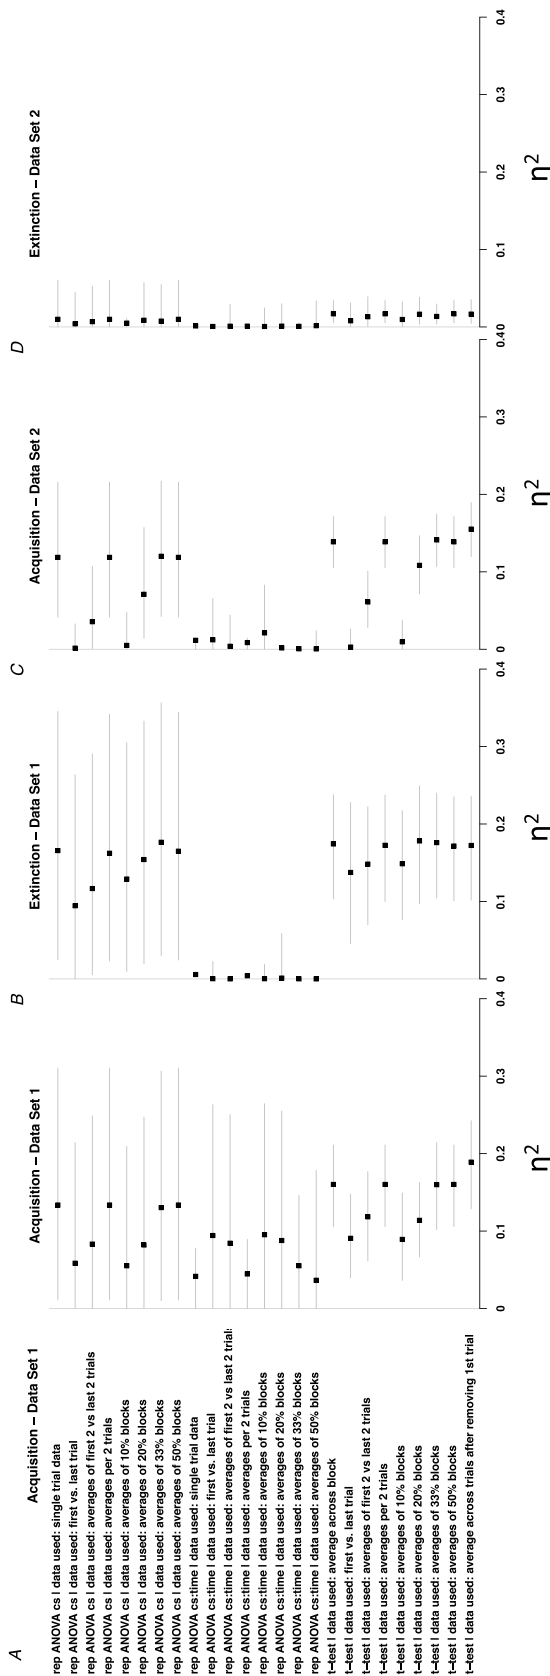 A
Acquisition – Data Set 1
rep ANOVA cs | data used: single trial data
rep ANOVA cs | data used: first vs. last trial
rep ANOVA cs | data used: averages of first 2 vs last 2 trials
rep ANOVA cs | data used: averages per 2 trials
rep ANOVA cs | data used: averages of 10% blocks
rep ANOVA cs | data used: averages of 20% blocks
rep ANOVA cs | data used: averages of 33% blocks
rep ANOVA cs | data used: averages of 50% blocks
rep ANOVA cs:time | data used: single trial data
rep ANOVA cs:time | data used: first vs. last trial
rep ANOVA cs:time | data used: averages of first 2 vs last 2 trials
rep ANOVA cs:time | data used: averages per 2 trials
rep ANOVA cs:time | data used: averages of 10% blocks
rep ANOVA cs:time | data used: averages of 20% blocks
rep ANOVA cs:time | data used: averages of 33% blocks
rep ANOVA cs:time | data used: averages of 50% blocks
t–test | data used: average across block
t–test | data used: first vs. last trial
t–test | data used: averages of first 2 vs last 2 trials
t–test | data used: averages per 2 trials
t–test | data used: averages of 10% blocks
t–test | data used: averages of 20% blocks
t–test | data used: averages of 33% blocks
t–test | data used: averages of 50% blocks
t–test | data used: average across trials after removing 1st trial
Acquisition – Data Set 1
0 0.1 0.2 0.3 0.4
η2
B
Extinction – Data Set 1
0 0.1 0.2 0.3 0.4
η2
C
Acquisition – Data Set 2
0 0.1 0.2 0.3 0.4
η2
D
Extinction – Data Set 2
0 0.1 0.2 0.3 0.4
η2